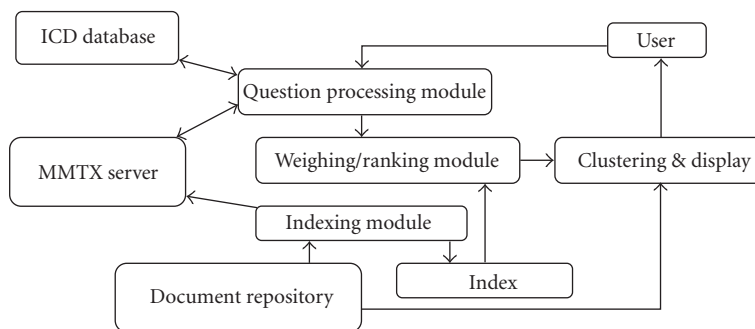 ICD database
User
Question processing module
Weighing/ranking module
Clustering & display
MMTX server
Indexing module
Index
Document repository